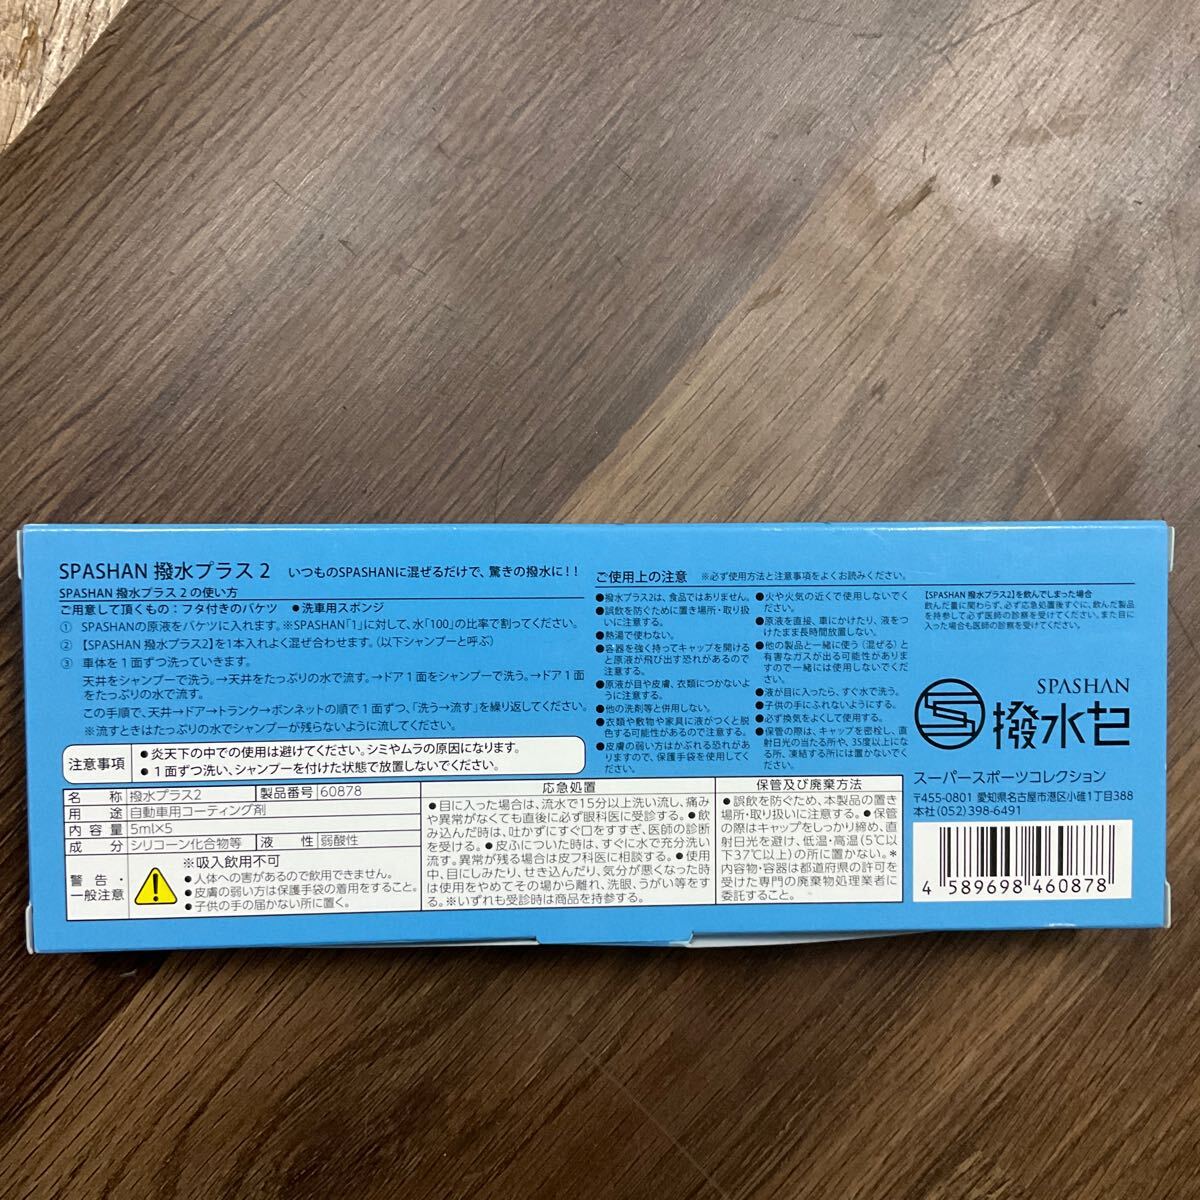 SPASHAN 撥水プラス 2　いつものSPASHANに混ぜるだけで、驚きの撥水に!!
SPASHAN 撥水プラス 2 の使い方
ご用意して頂くもの：フタ付きのバケツ　●洗車用スポンジ
① SPASHANの原液をバケツに入れます。※SPASHAN「1」に対して、水「100」の比率で割ってください。
② 【SPASHAN 撥水プラス2】を1本入れよく混ぜ合わせます。(以下シャンプーと呼ぶ)
③ 車体を１面ずつ洗っていきます。
天井をシャンプーで洗う。→天井をたっぷりの水で流す。→ドア１面をシャンプーで洗う。→ドア１面
をたっぷりの水で流す。
この手順で、天井→ドア→トランク→ボンネットの順で１面ずつ、「洗う→流す」を繰り返してください。
※流すときはたっぷりの水でシャンプーが残らないように流してください。
注意事項
●炎天下の中での使用は避けてください。シミやムラの原因になります。
●１面ずつ洗い、シャンプーを付けた状態で放置しないでください。
名　称　撥水プラス2　製品番号　60878
用　途　自動車用コーティング剤
内 容 量　5ml×5
成　分　シリコーン化合物等　液　性　弱酸性
警 告・
一般注意
※吸入飲用不可
●人体への害があるので飲用できません。
●皮膚の弱い方は保護手袋の着用をすること。
●子供の手の届かない所に置く。
応急処置
●目に入った場合は、流水で15分以上洗い流し、痛み
や異常がなくても直後に必ず眼科医に受診する。●飲
み込んだ時は、吐かずにすぐ口をすすぎ、医師の診断
を受ける。●皮ふについた時は、すぐに水で充分洗い
流す。異常が残る場合は皮フ科医に相談する。●使用
中、目にしみたり、せき込んだり、気分が悪くなった時
は使用をやめてその場から離れ、洗眼、うがい等をす
る。※いずれも受診時は商品を持参する。
保管及び廃棄方法
●誤飲を防ぐため、本製品の置き
場所・取り扱いに注意する。●保管
の際はキャップをしっかり締め、直
射日光を避け、低温・高温(5℃以
下37℃以上)の所に置かない。＊
内容物・容器は都道府県の許可を
受けた専門の廃棄物処理業者に
委託すること。
ご使用上の注意　※必ず使用方法と注意事項をよくお読みください。
●撥水プラス2は、食品ではありません。
●誤飲を防ぐために置き場所・取り扱
いに注意する。
●熱湯で使わない。
●容器を強く持ってキャップを開ける
と原液が飛び出す恐れがあるので
注意する。
●原液が目や皮膚、衣類につかないよ
うに注意する。
●他の洗剤等と併用しない。
●衣類や敷物や家具に液がつくと脱
色する可能性があるので注意する。
●皮膚の弱い方はかぶれる恐れがあ
りますので、保護手袋を使用してく
ださい。
●火や火気の近くで使用しないでく
ださい。
●原液を直接、車にかけたり、液をつ
けたまま長時間放置しない。
●他の製品と一緒に使う（混ぜる）と
有害なガスが出る可能性がありま
すので一緒には使用しないでくだ
さい。
●液が目に入ったら、すぐ水で洗う。
●子供の手にふれないようにする。
●必ず換気をよくして使用する。
●保管の際は、キャップを密栓し、直
射日光の当たる所や、35度以上にな
る所、凍結する所には置かないでく
ださい。
【SPASHAN 撥水プラス2】を飲んでしまった場合
飲んだ量に関わらず、必ず応急処置後すぐに、飲んだ製品
を持参して必ず医師の診察を受けてください。また目に
入った場合も医師の診察を受けてください。
SPASHAN
撥水
スーパースポーツコレクション
〒455-0801 愛知県名古屋市港区小碓1丁目388
本社(052)398-6491
4 589698 460878